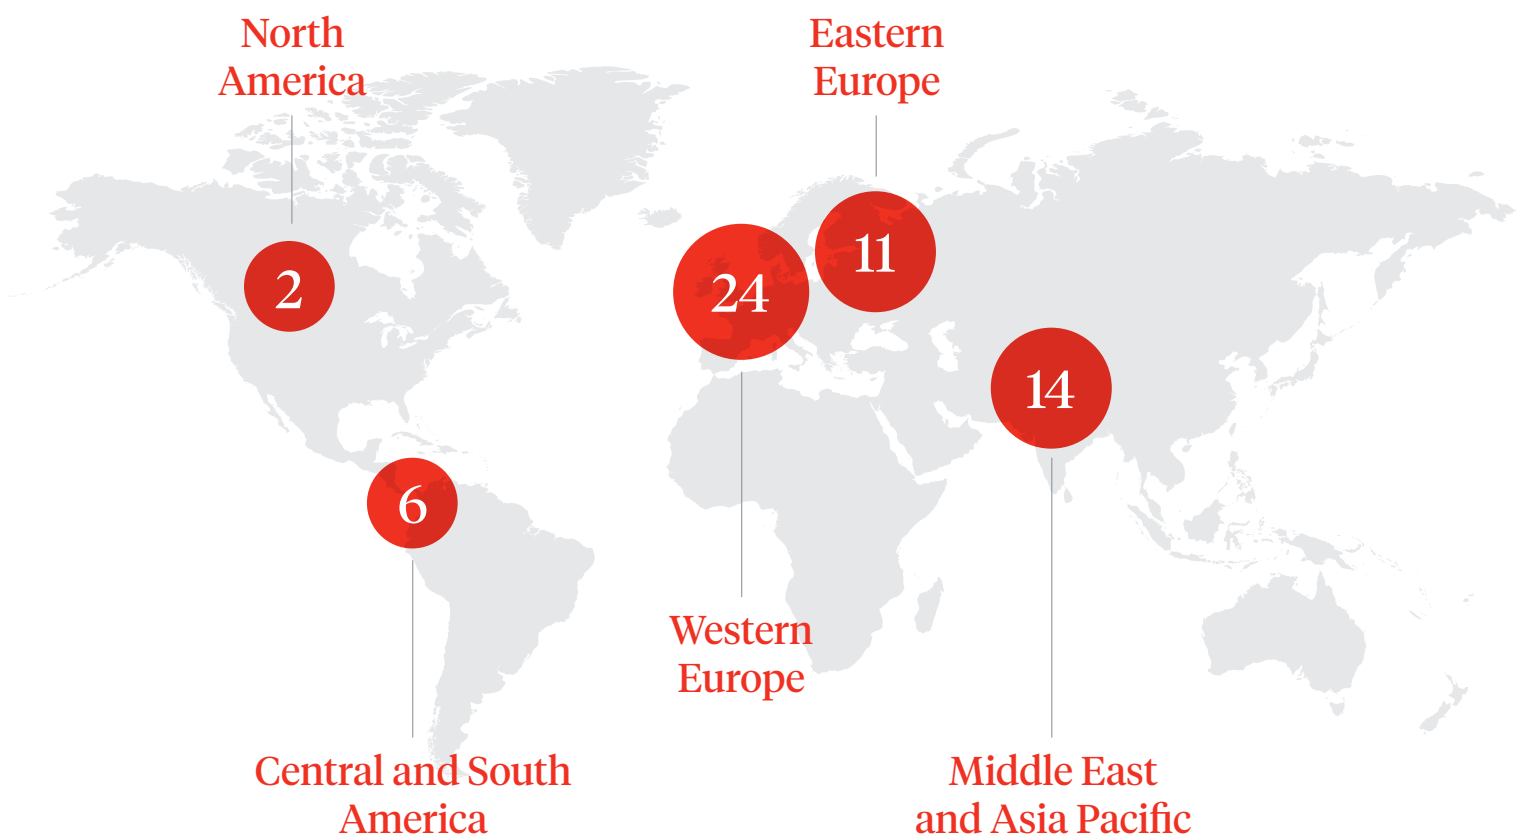 North
America
2
Eastern
Europe
11
24
Western
Europe
14
Middle East
and Asia Pacific
6
Central and South
America